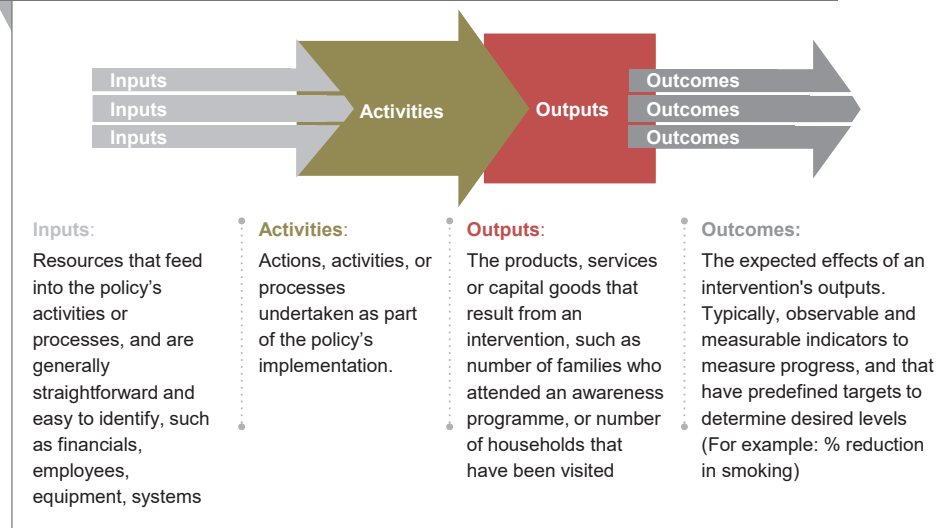 Inputs
Inputs
Inputs
Activities
Outputs
Outcomes
Outcomes
Outcomes
Inputs:
Resources that feed
into the policy’s
activities or
processes, and are
generally
straightforward and
easy to identify, such
as financials,
employees,
equipment, systems
Activities:
Actions, activities, or
processes
undertaken as part
of the policy’s
implementation.
Outputs:
The products, services
or capital goods that
result from an
intervention, such as
number of families who
attended an awareness
programme, or number
of households that
have been visited
Outcomes:
The expected effects of an
intervention's outputs.
Typically, observable and
measurable indicators to
measure progress, and that
have predefined targets to
determine desired levels
(For example: % reduction
in smoking)